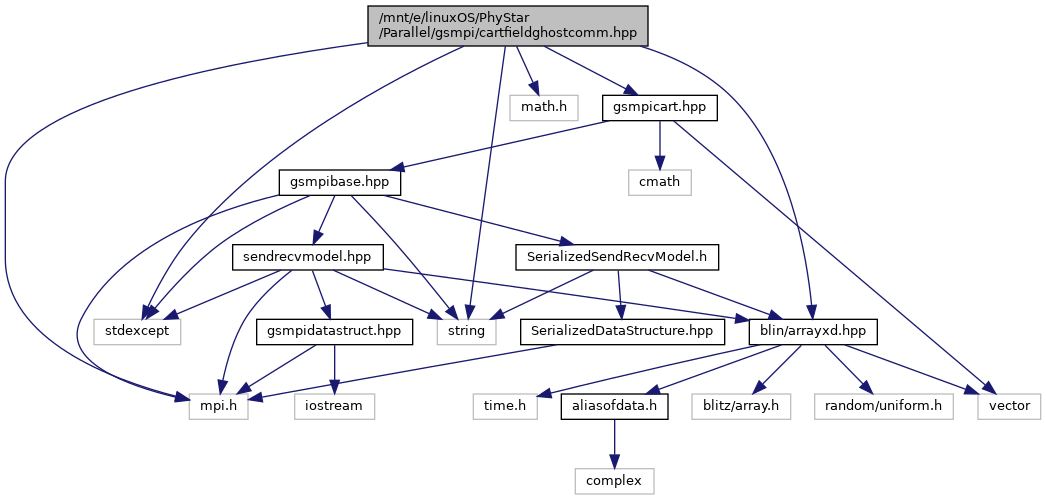 /mnt/e/linuxOS/PhyStar
/Parallel/gsmpi/cartfieldghostcomm.hpp
math.h
gsmpicart.hpp
gsmpibase.hpp
cmath
sendrecvmodel.hpp
SerializedSendRecvModel.h
stdexcept
gsmpidatastruct.hpp
string
SerializedDataStructure.hpp
blin/arrayxd.hpp
mpi.h
iostream
time.h
aliasofdata.h
blitz/array.h
random/uniform.h
vector
complex